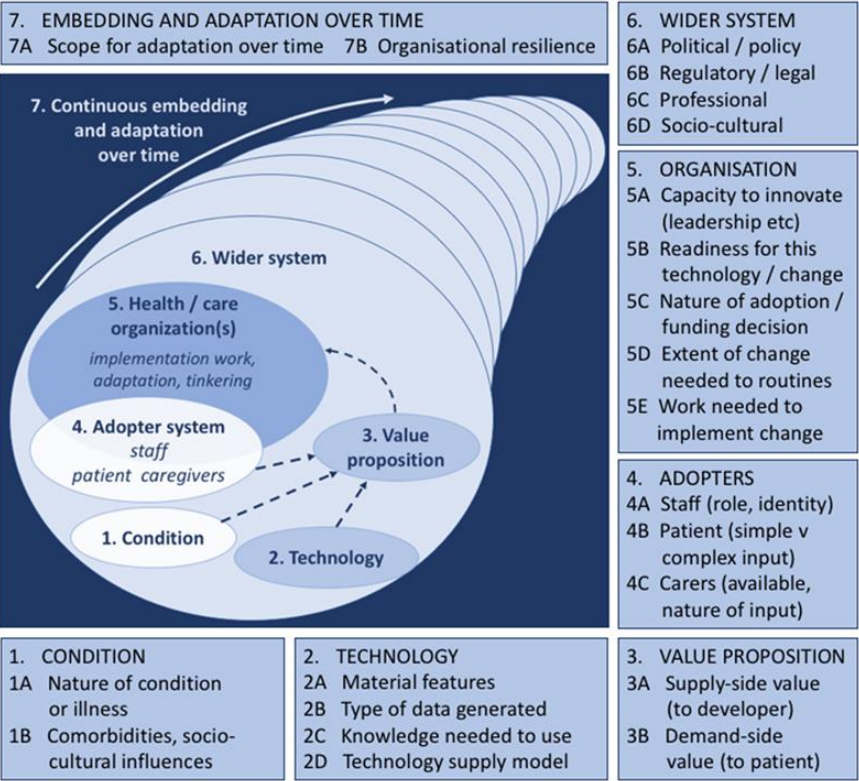 7. EMBEDDING AND ADAPTATION OVER TIME
7A Scope for adaptation over time 7B Organisational resilience
7. Continuous embedding
and adaptation
over time
6. Wider system
5. Health / care
organization(s)
implementation work,
adaptation, tinkering
4. Adopter system
staff
patient caregivers
3. Value
proposition
1. Condition
2. Technology
6. WIDER SYSTEM
6A Political / policy
6B Regulatory / legal
6C Professional
6D Socio-cultural
5. ORGANISATION
5A Capacity to innovate
(leadership etc)
5B Readiness for this
technology / change
5C Nature of adoption /
funding decision
5D Extent of change
needed to routines
5E Work needed to
implement change
4. ADOPTERS
4A Staff (role, identity)
4B Patient (simple v
complex input)
4C Carers (available,
nature of input)
1. CONDITION
1A Nature of condition
or illness
1B Comorbidities, socio-
cultural influences
2. TECHNOLOGY
2A Material features
2B Type of data generated
2C Knowledge needed to use
2D Technology supply model
3. VALUE PROPOSITION
3A Supply-side value
(to developer)
3B Demand-side
value (to patient)